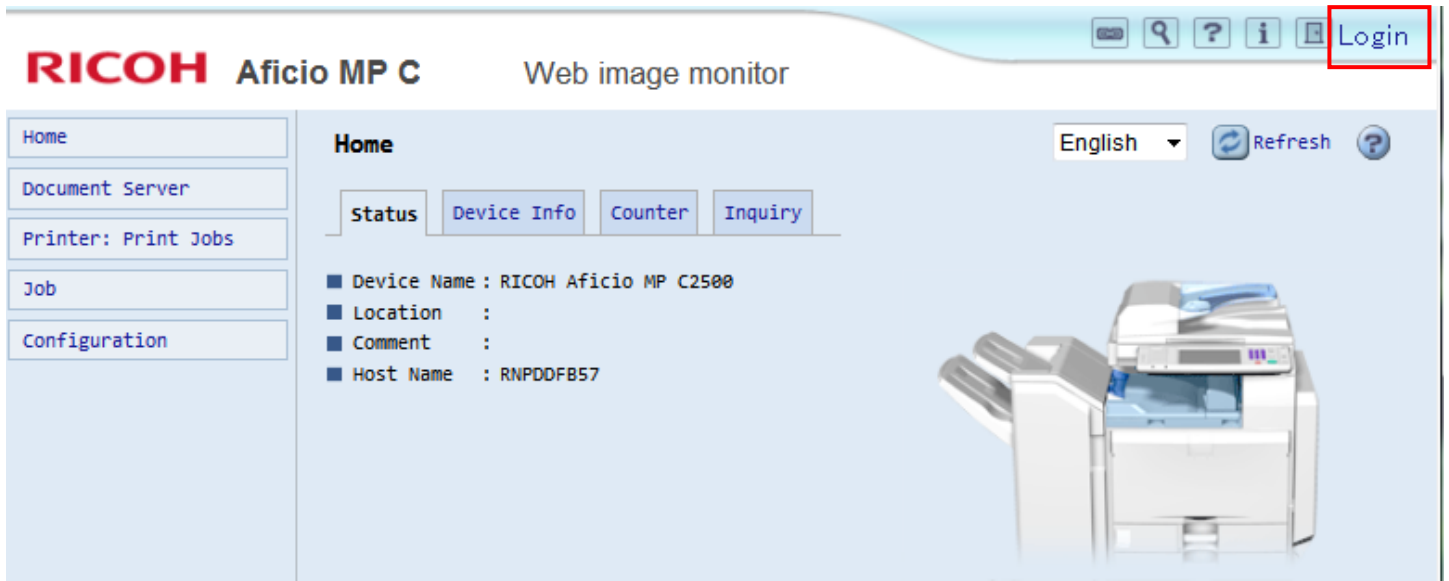 Login
RICOH Aficio MP C Web image monitor
Home
Document Server
Printer: Print Jobs
Job
Configuration
Home
English Refresh
Status Device Info Counter Inquiry
Device Name : RICOH Aficio MP C2500
Location :
Comment :
Host Name : RNPDDFB57